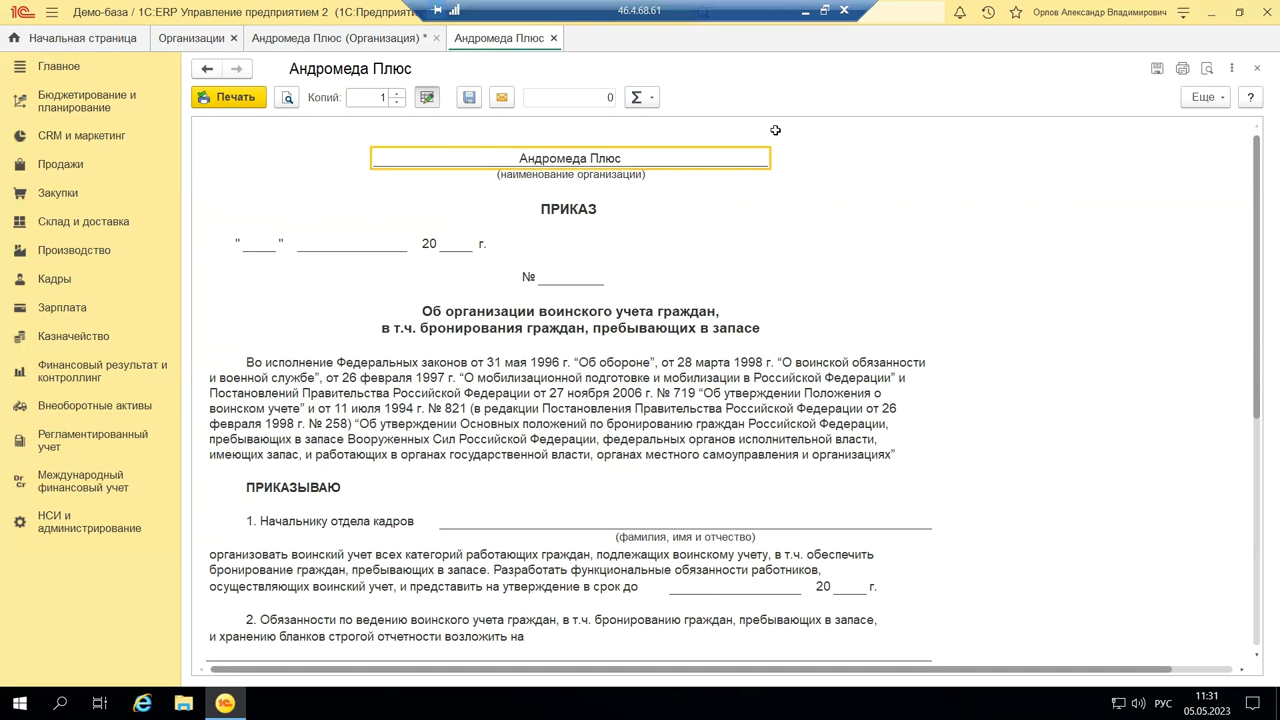 1С:ERP Управление предприятием 2 (1С:Предприяти
46.4.68.61
Орлов Александр Владимирович
Начальная страница
Организации
Андромеда Плюс (Организация) *
Андромеда Плюс
Демо-база /
Главное
Бюджетирование и
планирование
CRM и маркетинг
Продажи
Закупки
Склад и доставка
Производство
Кадры
Зарплата
Казначейство
Финансовый результат и
контроллинг
Внеоборотные активы
Регламентированный
учет
Международный
финансовый учет
НСИ и
администрирование
Андромеда Плюс
Печать
Копий:
1
0
Σ
Еще
?
Андромеда Плюс
(наименование организации)
ПРИКАЗ
" _____ " ________________ 20 _____ г.
№ __________
Об организации воинского учета граждан,
в т.ч. бронирования граждан, пребывающих в запасе
Во исполнение Федеральных законов от 31 мая 1996 г. “Об обороне”, от 28 марта 1998 г. “О воинской обязанности
и военной службе”, от 26 февраля 1997 г. “О мобилизационной подготовке и мобилизации в Российской Федерации” и
Постановлений Правительства Российской Федерации от 27 ноября 2006 г. № 719 “Об утверждении Положения о
воинском учете” и от 11 июля 1994 г. № 821 (в редакции Постановления Правительства Российской Федерации от 26
февраля 1998 г. № 258) “Об утверждении Основных положений по бронированию граждан Российской Федерации,
пребывающих в запасе Вооруженных Сил Российской Федерации, федеральных органов исполнительной власти,
имеющих запас, и работающих в органах государственной власти, органах местного самоуправления и организациях”
ПРИКАЗЫВАЮ
1. Начальнику отдела кадров
(фамилия, имя и отчество)
организовать воинский учет всех категорий работающих граждан, подлежащих воинскому учету, в т.ч. обеспечить
бронирование граждан, пребывающих в запасе. Разработать функциональные обязанности работников,
осуществляющих воинский учет, и представить на утверждение в срок до ____________________ 20 _____ г.
2. Обязанности по ведению воинского учета граждан, в т.ч. бронированию граждан, пребывающих в запасе,
и хранению бланков строгой отчетности возложить на
РУС
11:31
05.05.2023